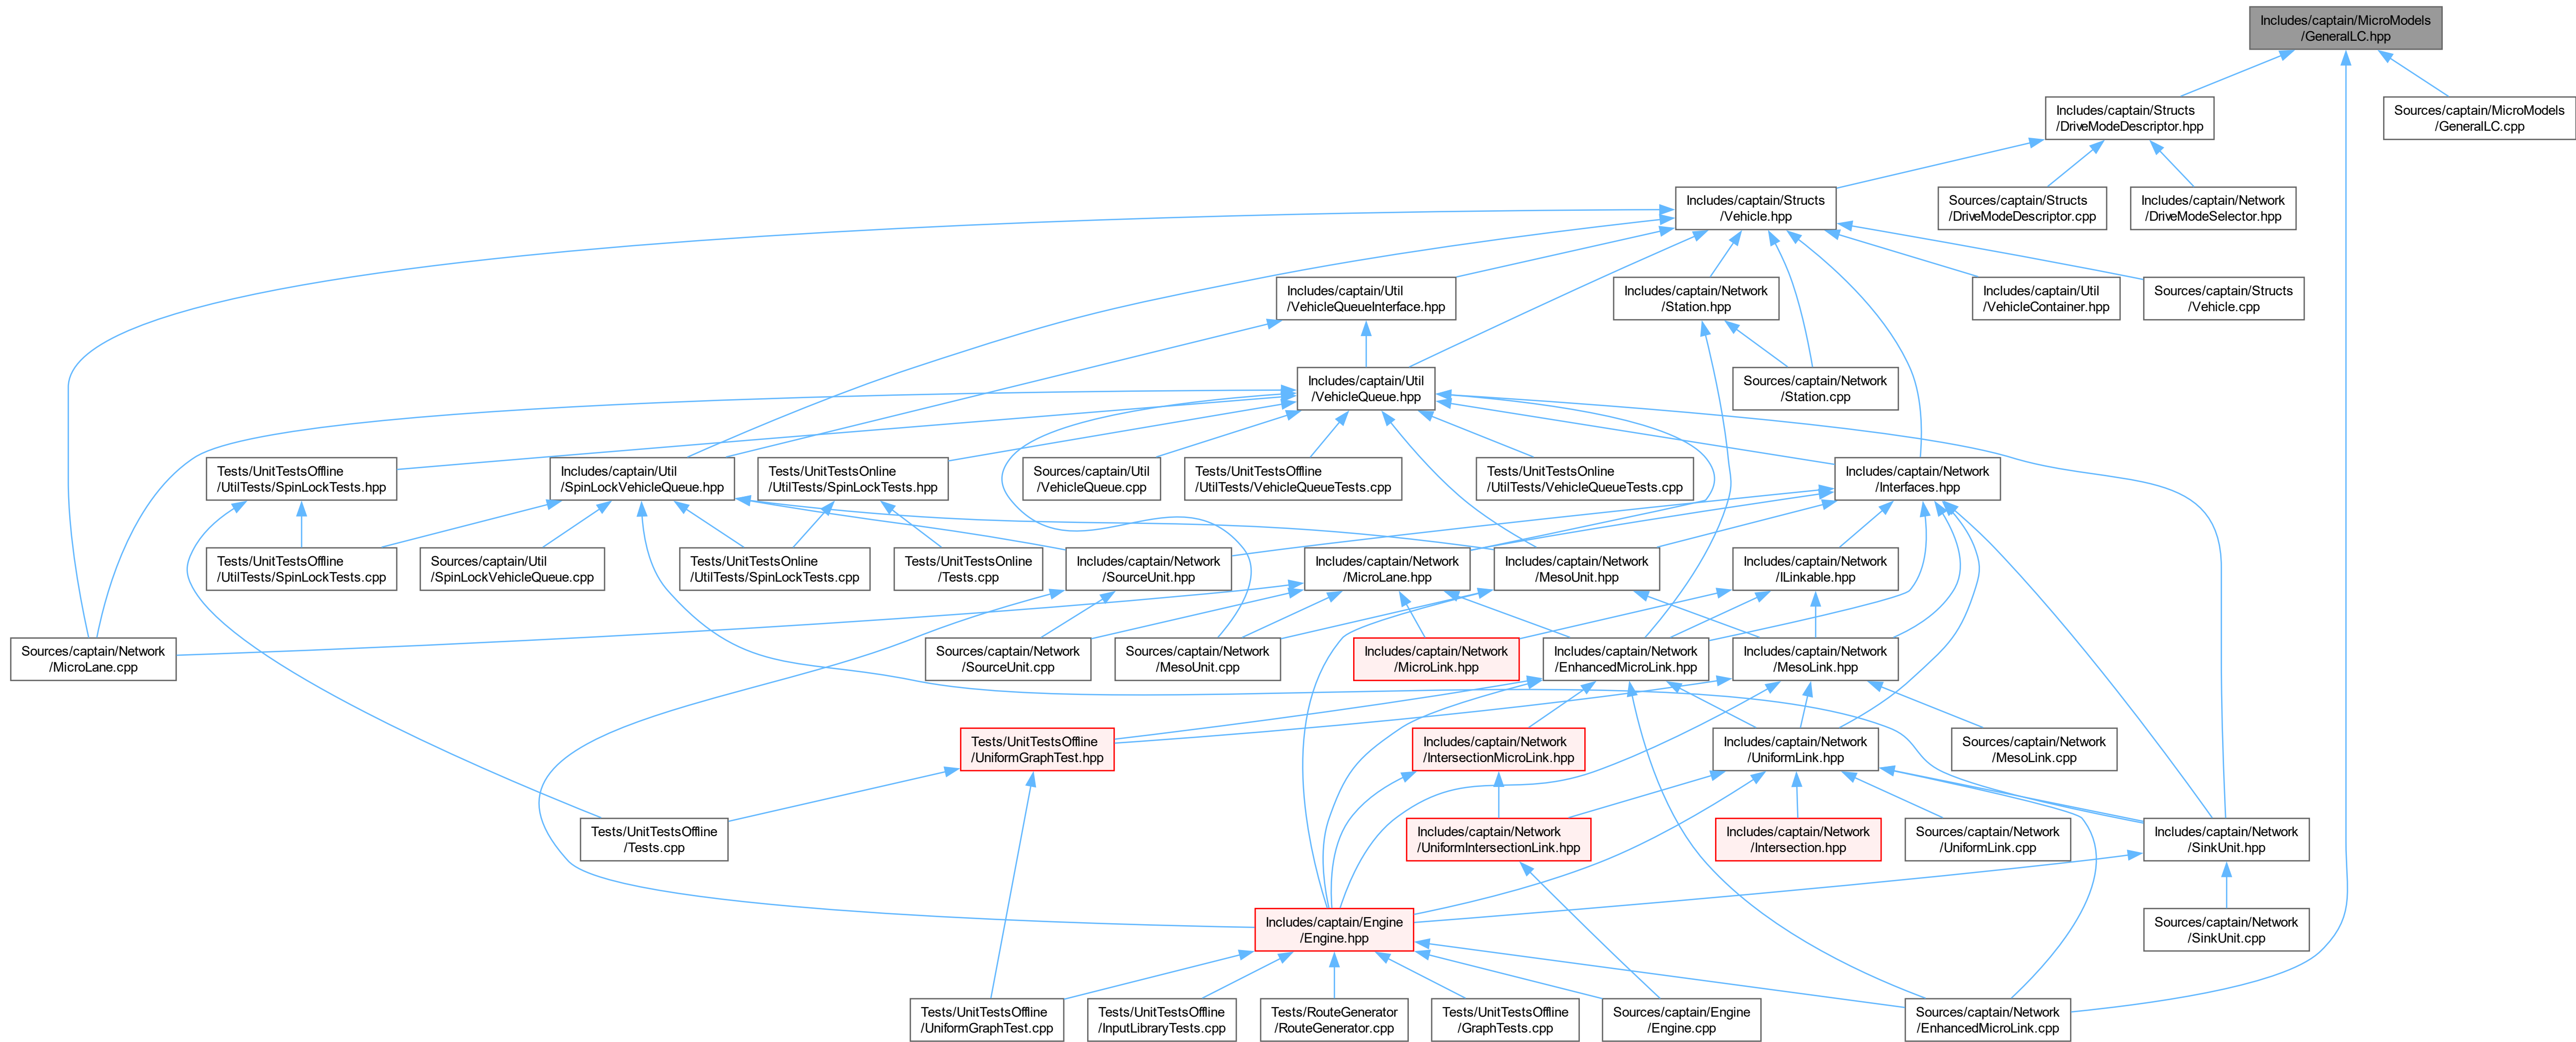 Includes/captain/MicroModels
/GeneralLC.hpp
Includes/captain/Structs
/DriveModeDescriptor.hpp
Sources/captain/MicroModels
/GeneralLC.cpp
Includes/captain/Structs
/Vehicle.hpp
Sources/captain/Structs
/DriveModeDescriptor.cpp
Includes/captain/Network
/DriveModeSelector.hpp
Includes/captain/Util
/VehicleQueueInterface.hpp
Includes/captain/Network
/Station.hpp
Includes/captain/Util
/VehicleContainer.hpp
Sources/captain/Structs
/Vehicle.cpp
Includes/captain/Util
/VehicleQueue.hpp
Sources/captain/Network
/Station.cpp
Tests/UnitTestsOffline
/UtilTests/SpinLockTests.hpp
Includes/captain/Util
/SpinLockVehicleQueue.hpp
Tests/UnitTestsOnline
/UtilTests/SpinLockTests.hpp
Sources/captain/Util
/VehicleQueue.cpp
Tests/UnitTestsOffline
/UtilTests/VehicleQueueTests.cpp
Tests/UnitTestsOnline
/UtilTests/VehicleQueueTests.cpp
Includes/captain/Network
/Interfaces.hpp
Tests/UnitTestsOffline
/UtilTests/SpinLockTests.cpp
Sources/captain/Util
/SpinLockVehicleQueue.cpp
Tests/UnitTestsOnline
/UtilTests/SpinLockTests.cpp
Tests/UnitTestsOnline
/Tests.cpp
Includes/captain/Network
/SourceUnit.hpp
Includes/captain/Network
/MicroLane.hpp
Includes/captain/Network
/MesoUnit.hpp
Includes/captain/Network
/ILinkable.hpp
Sources/captain/Network
/MicroLane.cpp
Sources/captain/Network
/SourceUnit.cpp
Sources/captain/Network
/MesoUnit.cpp
Includes/captain/Network
/MicroLink.hpp
Includes/captain/Network
/EnhancedMicroLink.hpp
Includes/captain/Network
/MesoLink.hpp
Tests/UnitTestsOffline
/UniformGraphTest.hpp
Includes/captain/Network
/IntersectionMicroLink.hpp
Includes/captain/Network
/UniformLink.hpp
Sources/captain/Network
/MesoLink.cpp
Tests/UnitTestsOffline
/Tests.cpp
Includes/captain/Network
/UniformIntersectionLink.hpp
Includes/captain/Network
/Intersection.hpp
Sources/captain/Network
/UniformLink.cpp
Includes/captain/Network
/SinkUnit.hpp
Includes/captain/Engine
/Engine.hpp
Sources/captain/Network
/SinkUnit.cpp
Tests/UnitTestsOffline
/UniformGraphTest.cpp
Tests/UnitTestsOffline
/InputLibraryTests.cpp
Tests/RouteGenerator
/RouteGenerator.cpp
Tests/UnitTestsOffline
/GraphTests.cpp
Sources/captain/Engine
/Engine.cpp
Sources/captain/Network
/EnhancedMicroLink.cpp